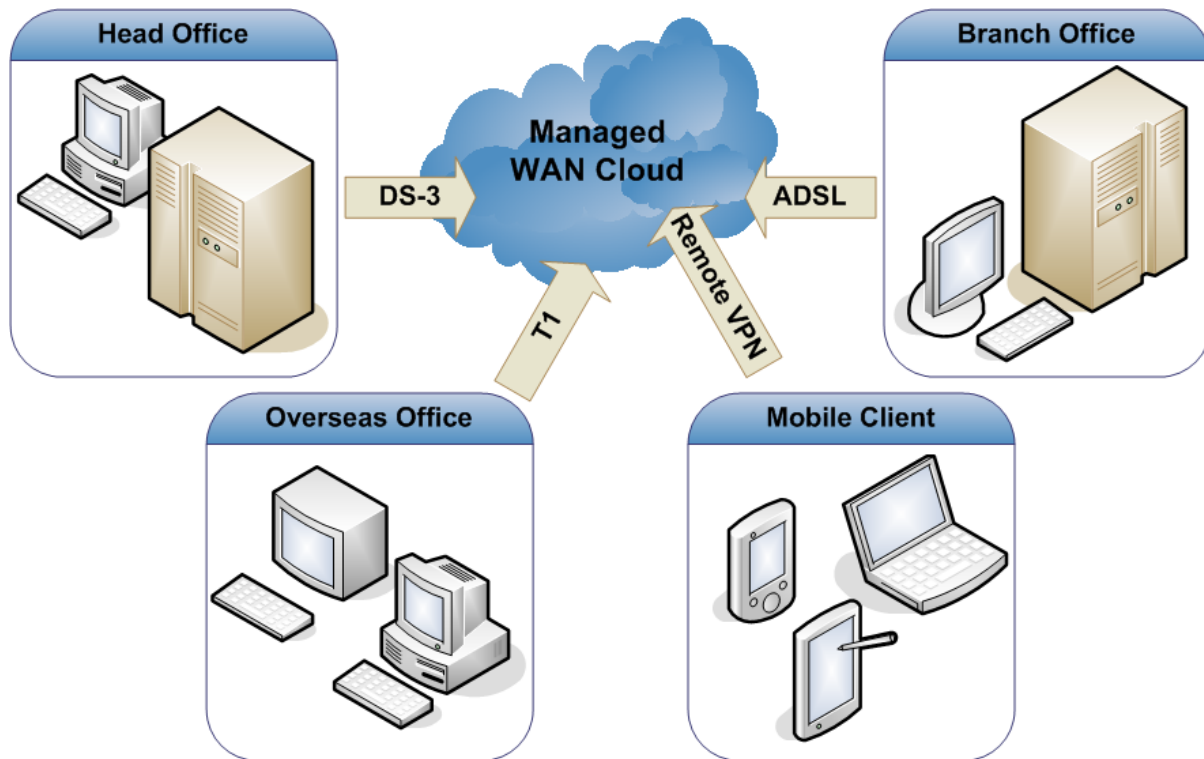 Head Office
Managed
WAN Cloud
Branch Office
DS-3
ADSL
T1
Remote VPN
Overseas Office
Mobile Client